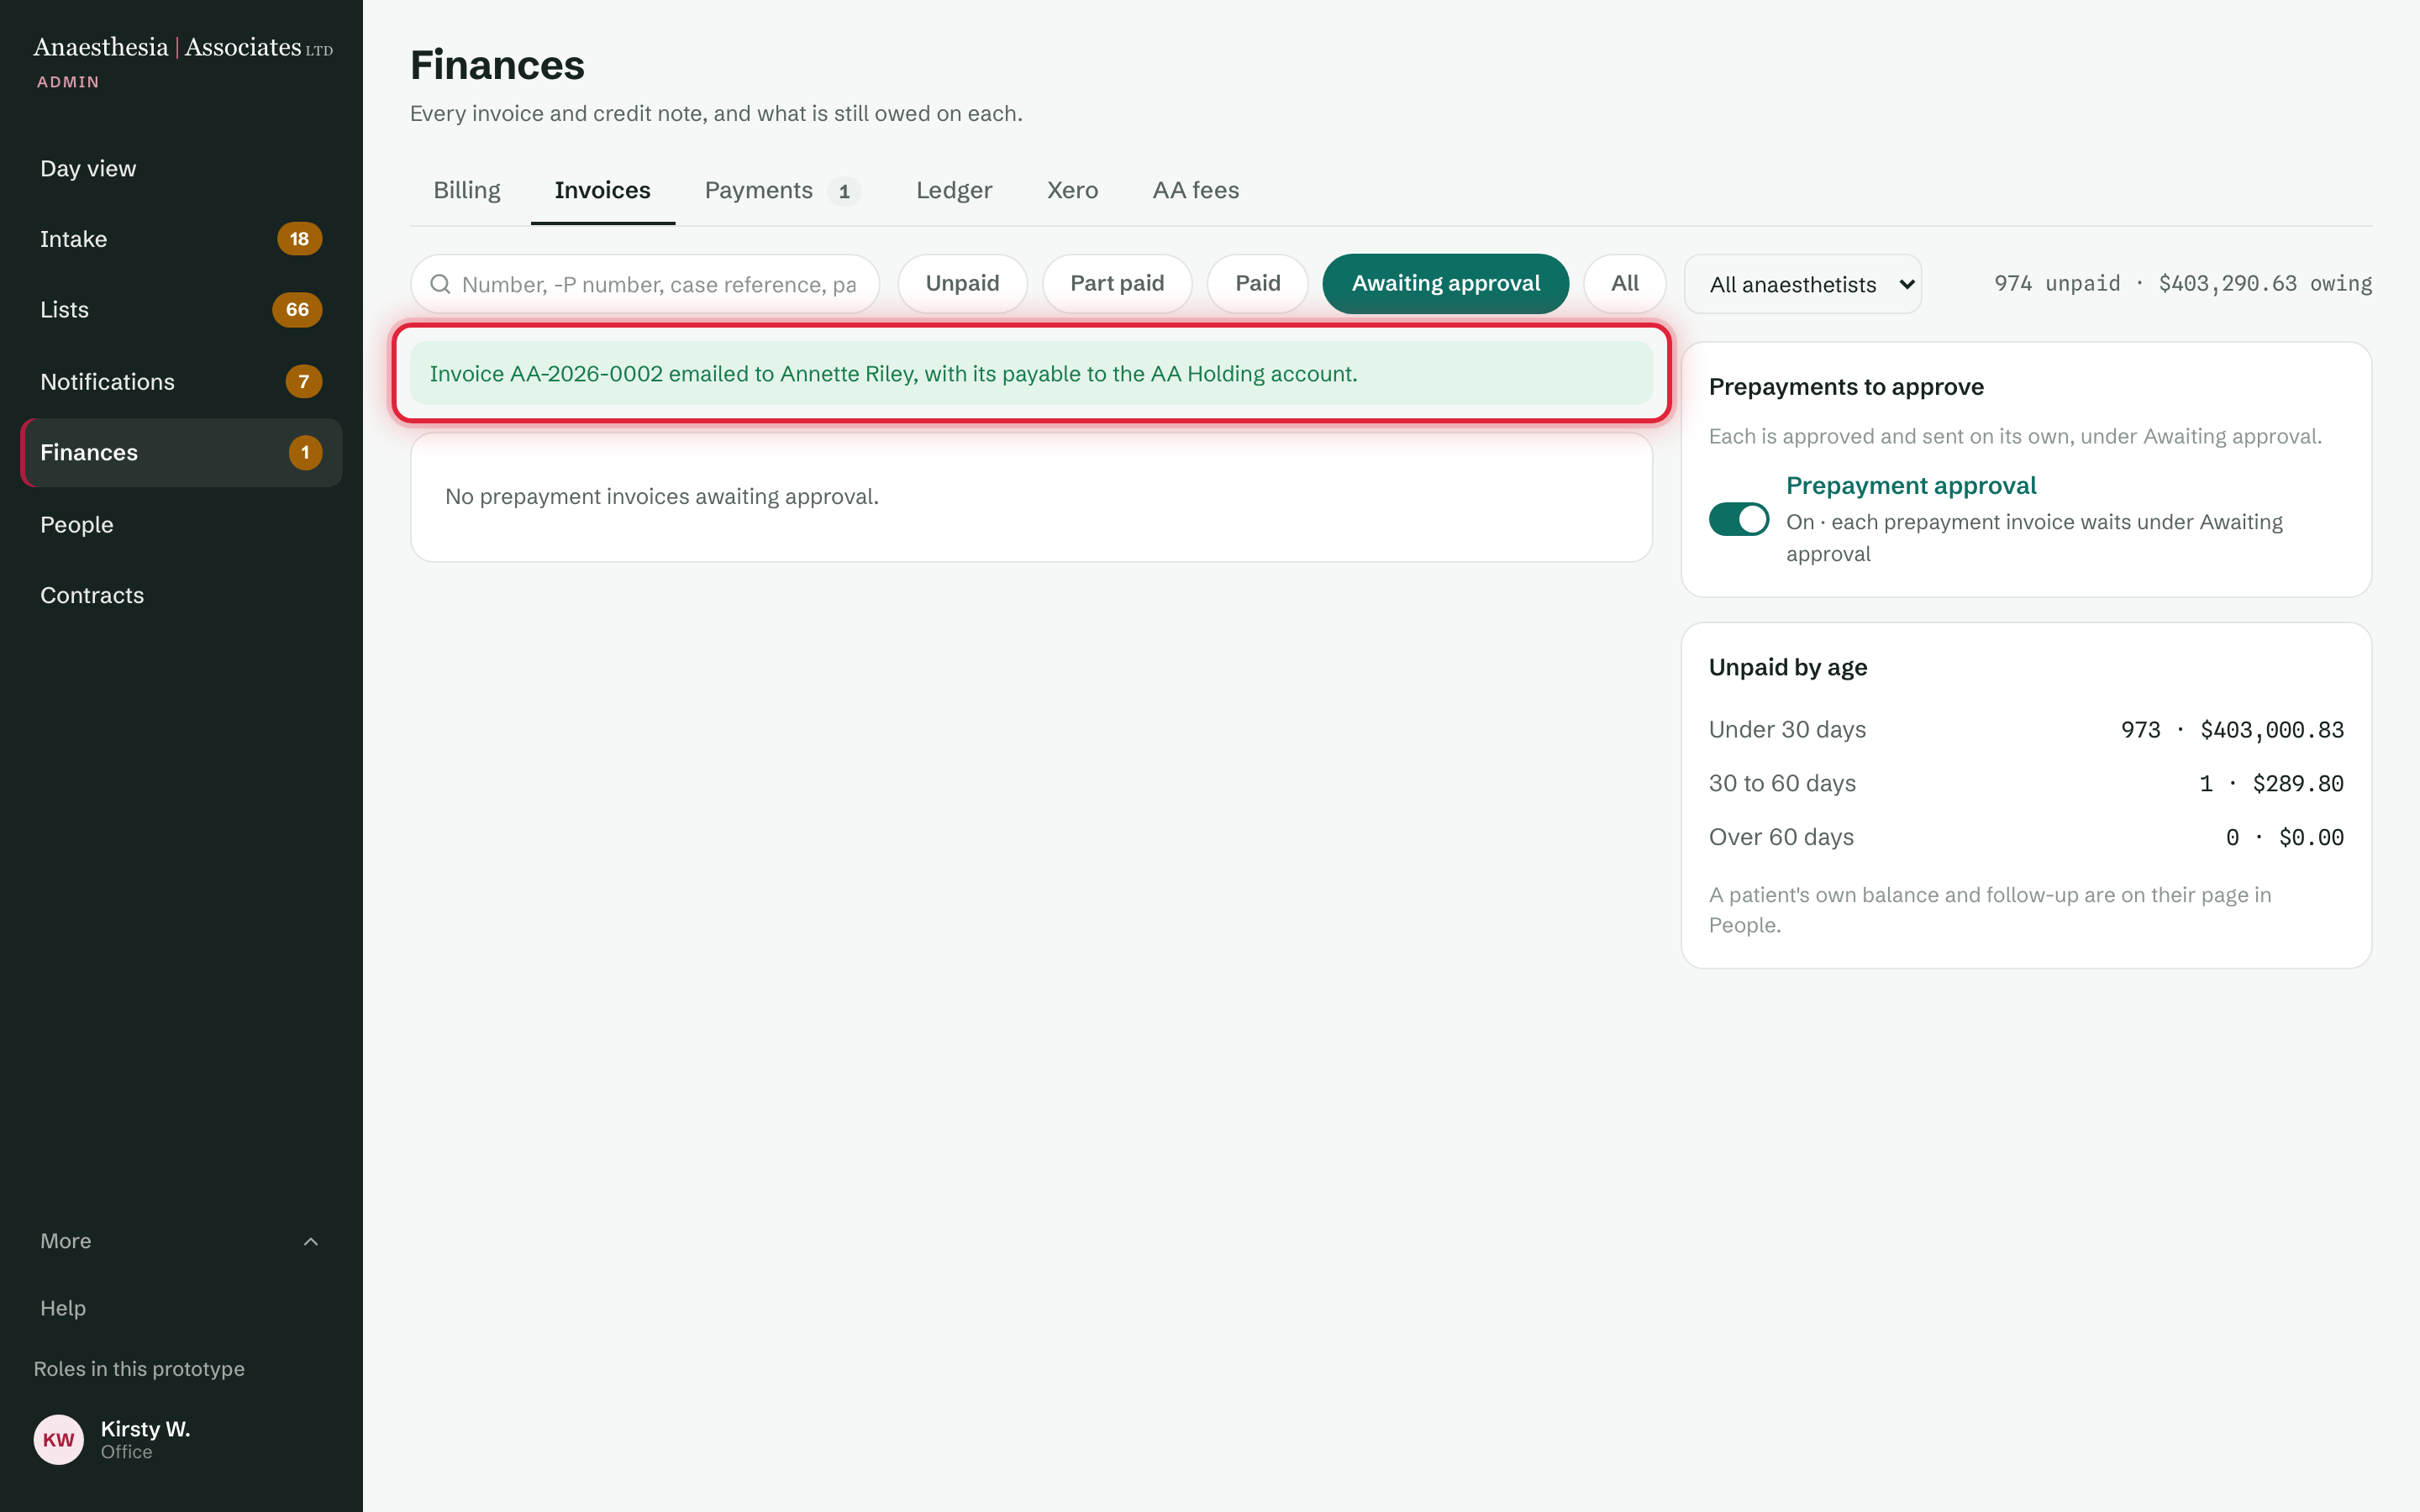 Anaesthesia | Associates LTD
ADMIN
Day view
Intake 18
Lists 66
Notifications 7
Finances 1
People
Contracts
More
Help
Roles in this prototype
KW
Kirsty W.
Office
Finances
Every invoice and credit note, and what is still owed on each.
Billing Invoices Payments 1 Ledger Xero AA fees
Number, -P number, case reference, pa Unpaid Part paid Paid Awaiting approval All All anaesthetists 974 unpaid · $403,290.63 owing
Invoice AA-2026-0002 emailed to Annette Riley, with its payable to the AA Holding account.
No prepayment invoices awaiting approval.
Prepayments to approve
Each is approved and sent on its own, under Awaiting approval.
Prepayment approval
On · each prepayment invoice waits under Awaiting
approval
Unpaid by age
Under 30 days 973 · $403,000.83
30 to 60 days 1 · $289.80
Over 60 days 0 · $0.00
A patient's own balance and follow-up are on their page in
People.